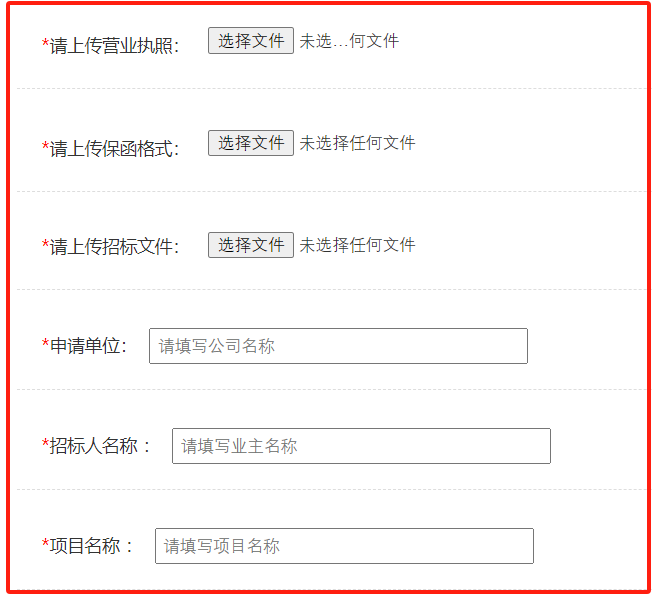 *请上传营业执照： 选择文件 未选...何文件
*请上传保函格式： 选择文件 未选择任何文件
*请上传招标文件： 选择文件 未选择任何文件
*申请单位： 请填写公司名称
*招标人名称 ： 请填写业主名称
*项目名称 ： 请填写项目名称